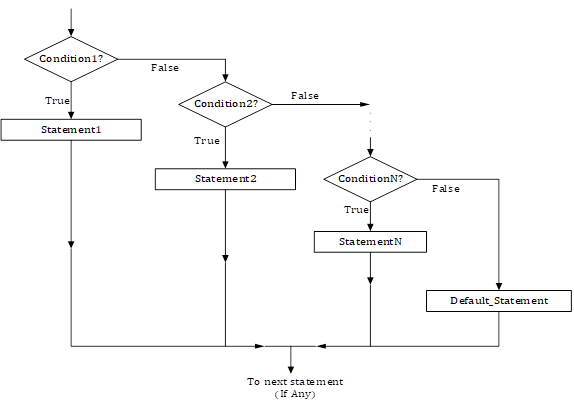 Condition1?
False
True
Statement1
Condition2?
False
True
Statement2
ConditionN?
False
True
StatementN
Default_Statement
To next statement
(If Any)